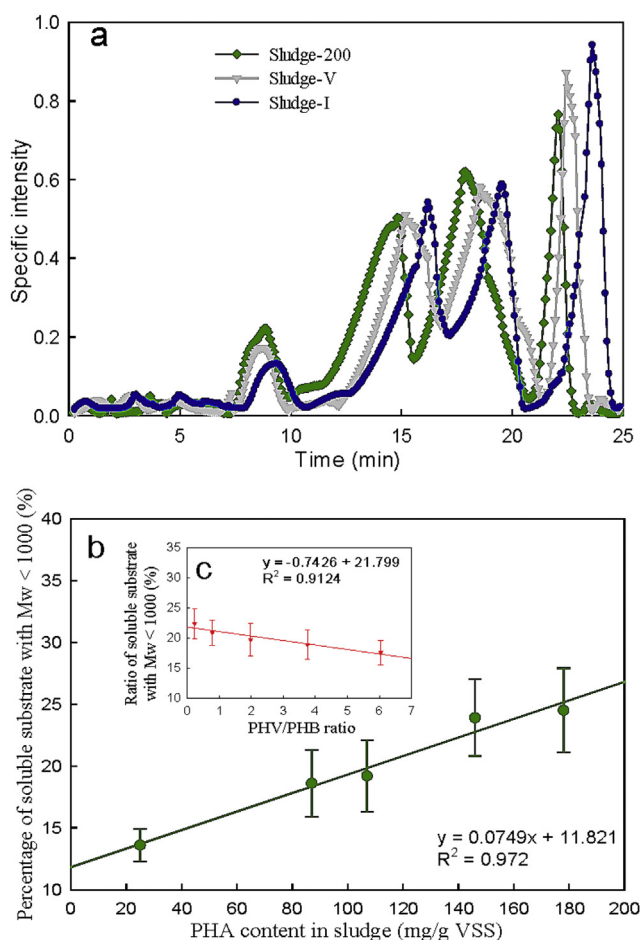 a
Sludge-200
Sludge-V
Sludge-I
Specific intensity
1.0
0.8
0.6
0.4
0.2
0.0
0 5 10 15 20 25
Time (min)
b
Percentage of soluble substrate with Mw < 1000 (%)
40
35
30
25
20
15
10
c
y = -0.7426 + 21.799
R² = 0.9124
Ratio of soluble substrate
with Mw < 1000 (%)
35
30
25
20
15
10
0 1 2 3 4 5 6 7
PHV/PHB ratio
y = 0.0749x + 11.821
R² = 0.972
0 20 40 60 80 100 120 140 160 180 200
PHA content in sludge (mg/g VSS)